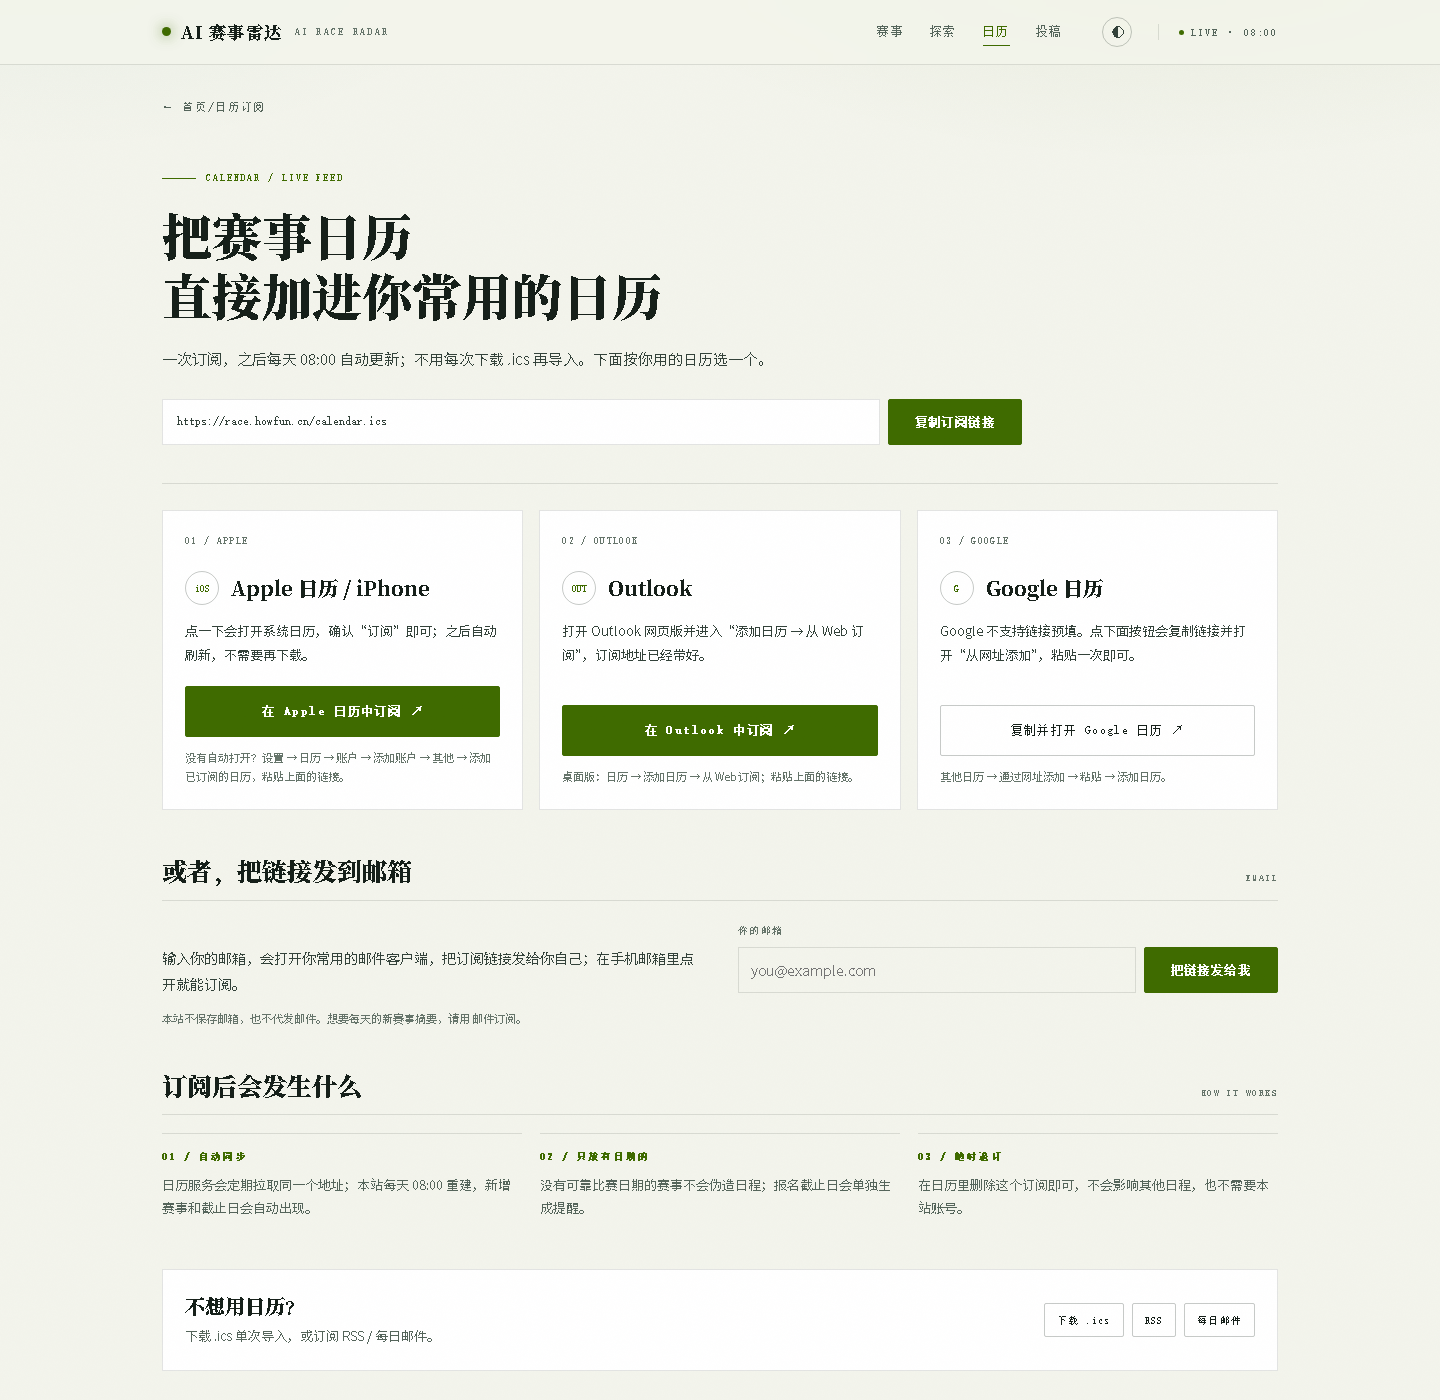 AI 赛事雷达 AI RACE RADAR 赛事 探索 日历 投稿 LIVE · 08:00
← 首页/日历订阅
CALENDAR / LIVE FEED
把赛事日历
直接加进你常用的日历
一次订阅，之后每天 08:00 自动更新；不用每次下载 .ics 再导入。下面按你用的日历选一个。
https://race.howfun.cn/calendar.ics 复制订阅链接
01 / APPLE
iOS Apple 日历 / iPhone
点一下会打开系统日历，确认“订阅”即可；之后自动
刷新，不需要再下载。
在 Apple 日历中订阅 ↗
没有自动打开？设置 → 日历 → 账户 → 添加账户 → 其他 → 添加
已订阅的日历，粘贴上面的链接。
02 / OUTLOOK
OUT Outlook
打开 Outlook 网页版并进入“添加日历 → 从 Web 订
阅”，订阅地址已经带好。
在 Outlook 中订阅 ↗
桌面版：日历 → 添加日历 → 从 Web 订阅；粘贴上面的链接。
03 / GOOGLE
G Google 日历
Google 不支持链接预填。点下面按钮会复制链接并打
开“从网址添加”，粘贴一次即可。
复制并打开 Google 日历 ↗
其他日历 → 通过网址添加 → 粘贴 → 添加日历。
或者，把链接发到邮箱 EMAIL
输入你的邮箱，会打开你常用的邮件客户端，把订阅链接发给你自己；在手机邮箱里点
开就能订阅。
本站不保存邮箱，也不代发邮件。想要每天的新赛事摘要，请用 邮件订阅。
你的邮箱
you@example.com 把链接发给我
订阅后会发生什么 HOW IT WORKS
01 / 自动同步
日历服务会定期拉取同一个地址；本站每天 08:00 重建，新增
赛事和截止日会自动出现。
02 / 只放有日期的
没有可靠比赛日期的赛事不会伪造日程；报名截止日会单独生
成提醒。
03 / 随时退订
在日历里删除这个订阅即可，不会影响其他日程，也不需要本
站账号。
不想用日历？
下载 .ics 单次导入，或订阅 RSS / 每日邮件。
下载 .ics RSS 每日邮件